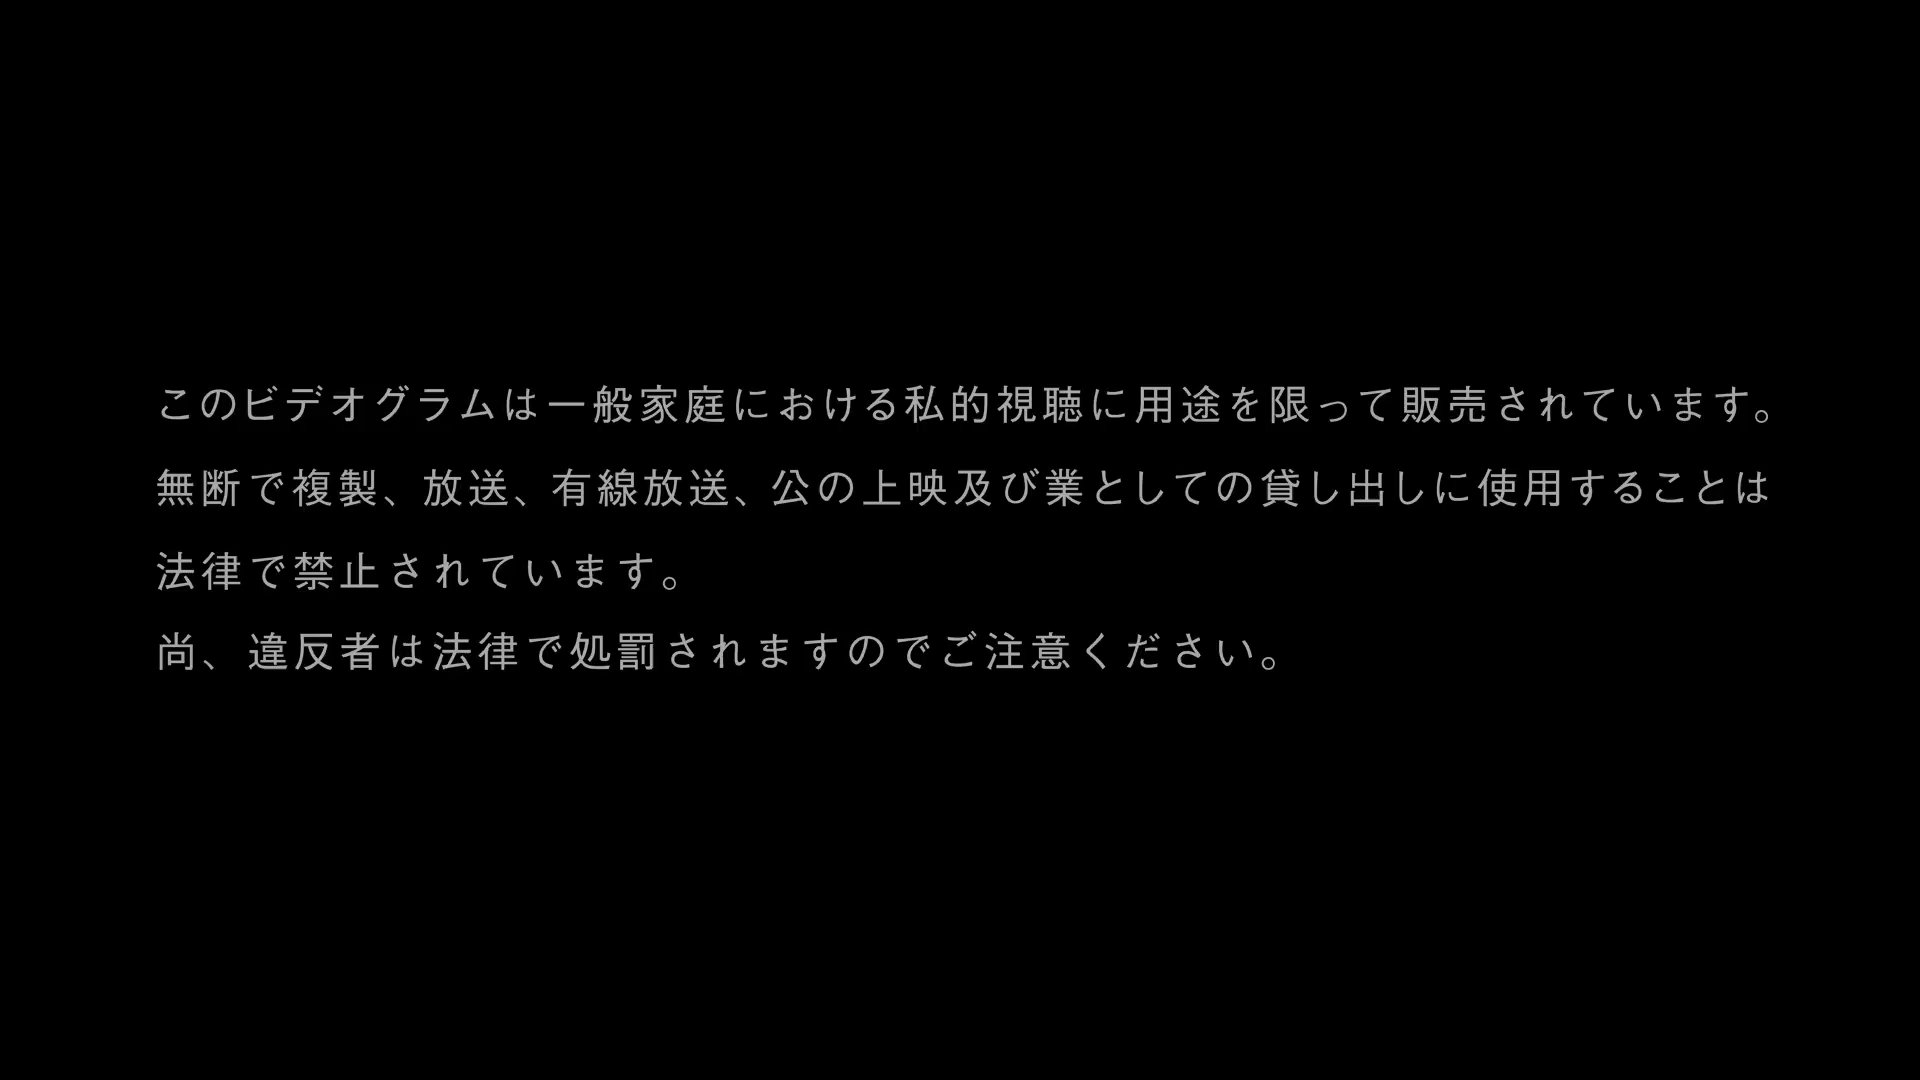 このビデオグラムは一般家庭における私的視聴に用途を限って販売されています。
無断で複製、放送、有線放送、公の上映及び業としての貸し出しに使用することは
法律で禁止されています。
尚、違反者は法律で処罰されますのでご注意ください。